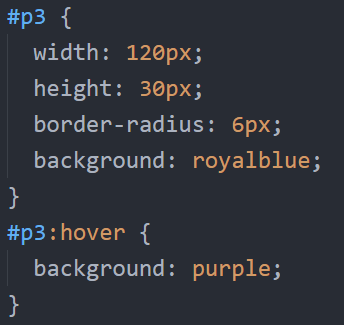 #p3 {
  width: 120px;
  height: 30px;
  border-radius: 6px;
  background: royalblue;
}
#p3:hover {
  background: purple;
}